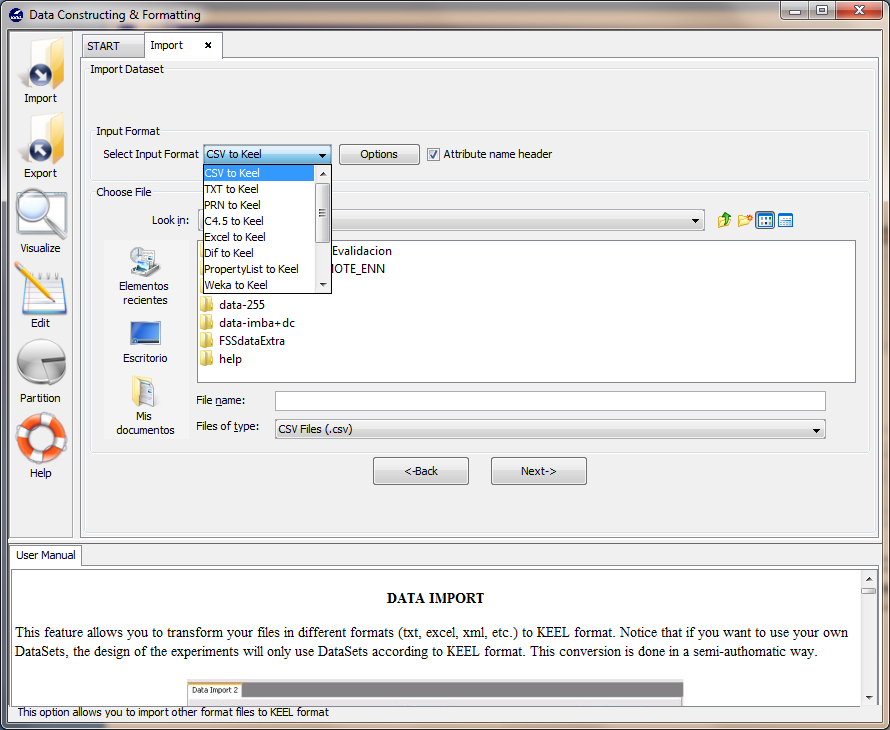 Data Constructing & Formatting
START
Import
Import
Export
Visualize
Edit
Partition
Help
Import Dataset
Input Format
Select Input Format
CSV to Keel
Options
Attribute name header
CSV to Keel
TXT to Keel
PRN to Keel
C4.5 to Keel
Excel to Keel
Dif to Keel
PropertyList to Keel
Weka to Keel
Choose File
Look in:
Elementos
recientes
Escritorio
Mis
documentos
Evalidacion
OTE_ENN
data-255
data-imba+dc
FSSdataExtra
help
File name:
Files of type:
CSV Files (.csv)
<-Back
Next->
User Manual
DATA IMPORT
This feature allows you to transform your files in different formats (txt, excel, xml, etc.) to KEEL format. Notice that if you want to use your own
DataSets, the design of the experiments will only use DataSets according to KEEL format. This conversion is done in a semi-authomatic way.
Data Import 2
This option allows you to import other format files to KEEL format